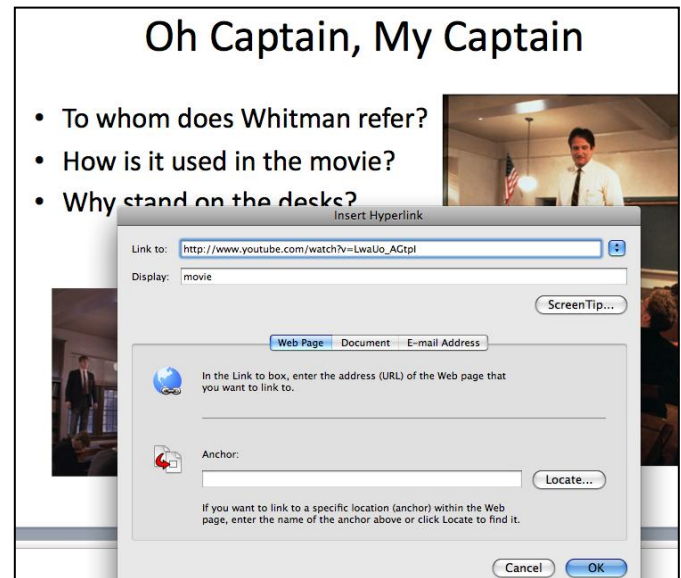 Oh Captain, My Captain
• To whom does Whitman refer?
• How is it used in the movie?
• Why stand on the desks?
Insert Hyperlink
Link to: http://www.youtube.com/watch?v=LwaUo_AGtpI
Display: movie
ScreenTip...
Web Page Document E-mail Address
In the Link to box, enter the address (URL) of the Web page that
you want to link to.
Anchor:
Locate...
If you want to link to a specific location (anchor) within the Web
page, enter the name of the anchor above or click Locate to find it.
Cancel OK